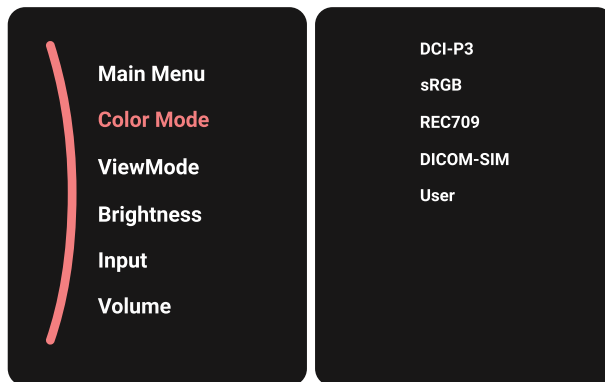 Main Menu
Color Mode
ViewMode
Brightness
Input
Volume
DCI-P3
sRGB
REC709
DICOM-SIM
User